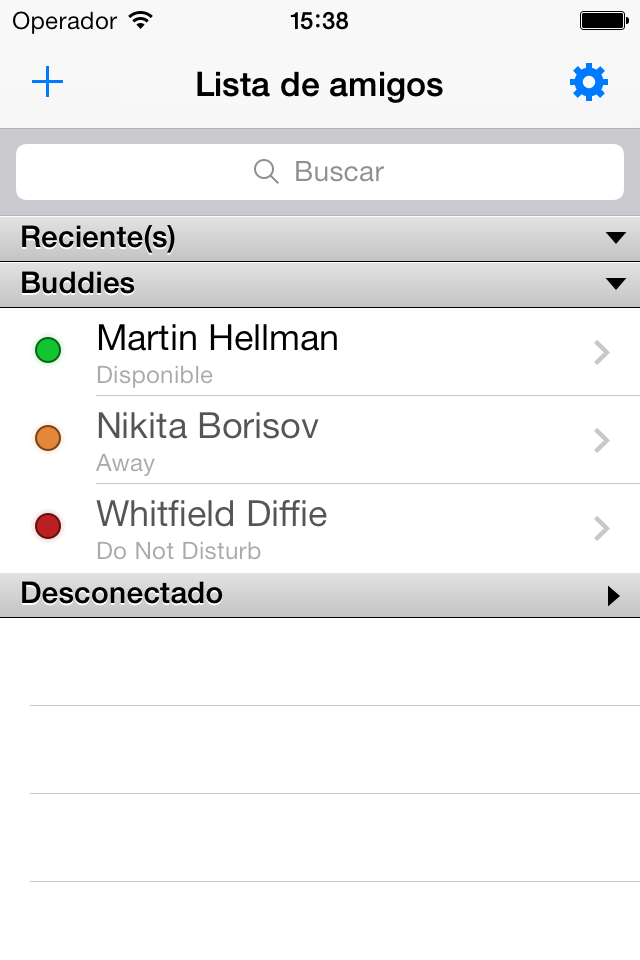 Operador 15:38
Lista de amigos
Buscar
Reciente(s)
Buddies
Martin Hellman
Disponible
Nikita Borisov
Away
Whitfield Diffie
Do Not Disturb
Desconectado